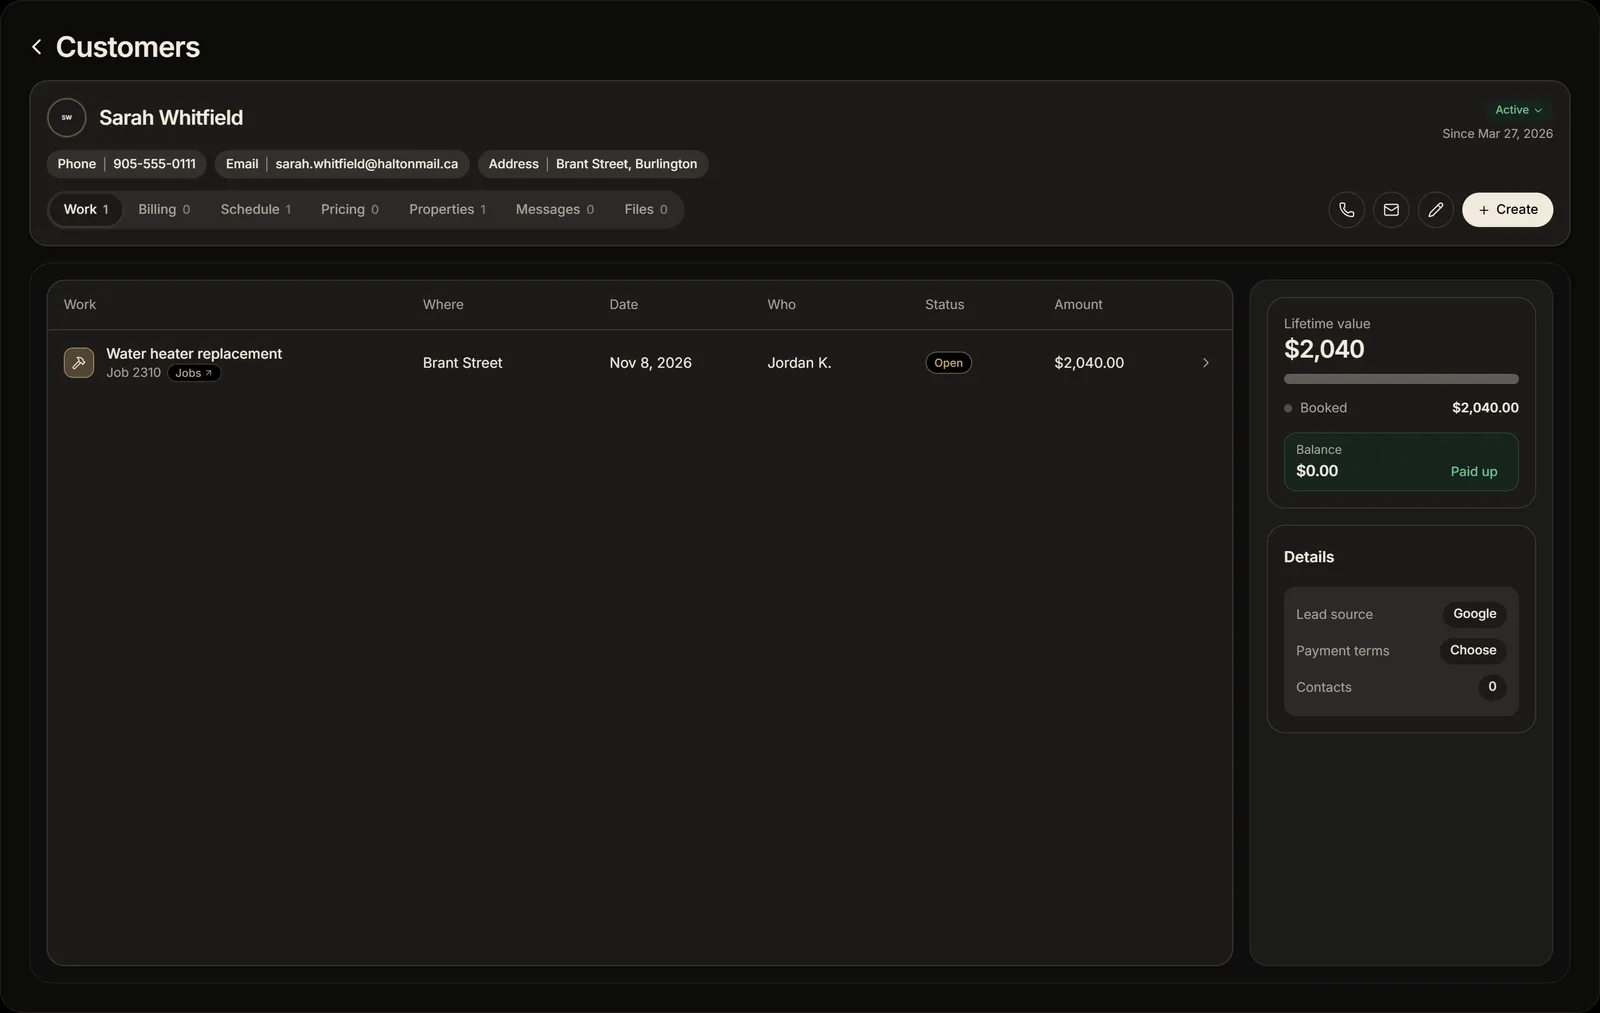 Customers
SW
Sarah Whitfield
Active
Since Mar 27, 2026
Phone | 905-555-0111
Email | sarah.whitfield@haltonmail.ca
Address | Brant Street, Burlington
Work 1
Billing 0
Schedule 1
Pricing 0
Properties 1
Messages 0
Files 0
+ Create
Work Where Date Who Status Amount
Water heater replacement
Job 2310 Jobs ↗
Brant Street
Nov 8, 2026
Jordan K.
Open
$2,040.00
Lifetime value
$2,040
Booked $2,040.00
Balance
$0.00 Paid up
Details
Lead source Google
Payment terms Choose
Contacts 0